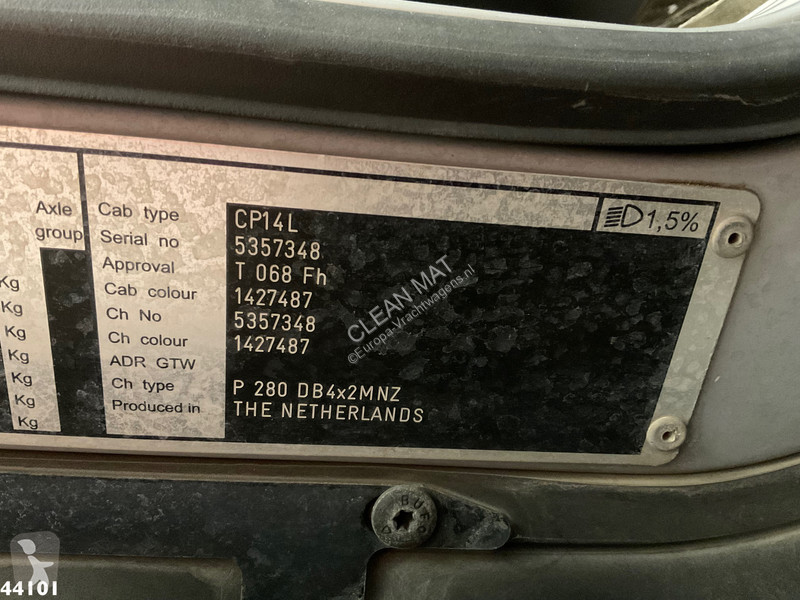 1,5%
Axle
group
Kg
Kg
Kg
Kg
Kg
Kg
Kg
Cab type CP14L
Serial no 5357348
Approval T 068 Fh
Cab colour 1427487
Ch No 5357348
Ch colour 1427487
ADR GTW
Ch type P 280 DB4x2MNZ
Produced in THE NETHERLANDS
CLEAN MAT
©Europa-Vrachtwagens.nl
44101